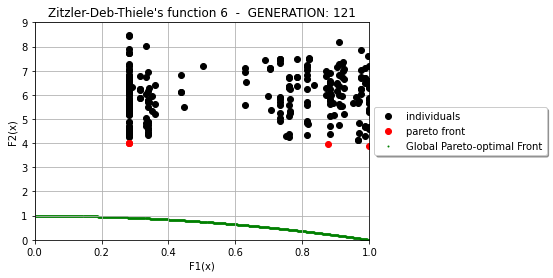 Zitzler-Deb-Thiele's function 6 - GENERATION: 121
9
8
7
6
5
4
3
2
1
0
F2(x)
0.0 0.2 0.4 0.6 0.8 1.0
F1(x)
individuals
pareto front
Global Pareto-optimal Front